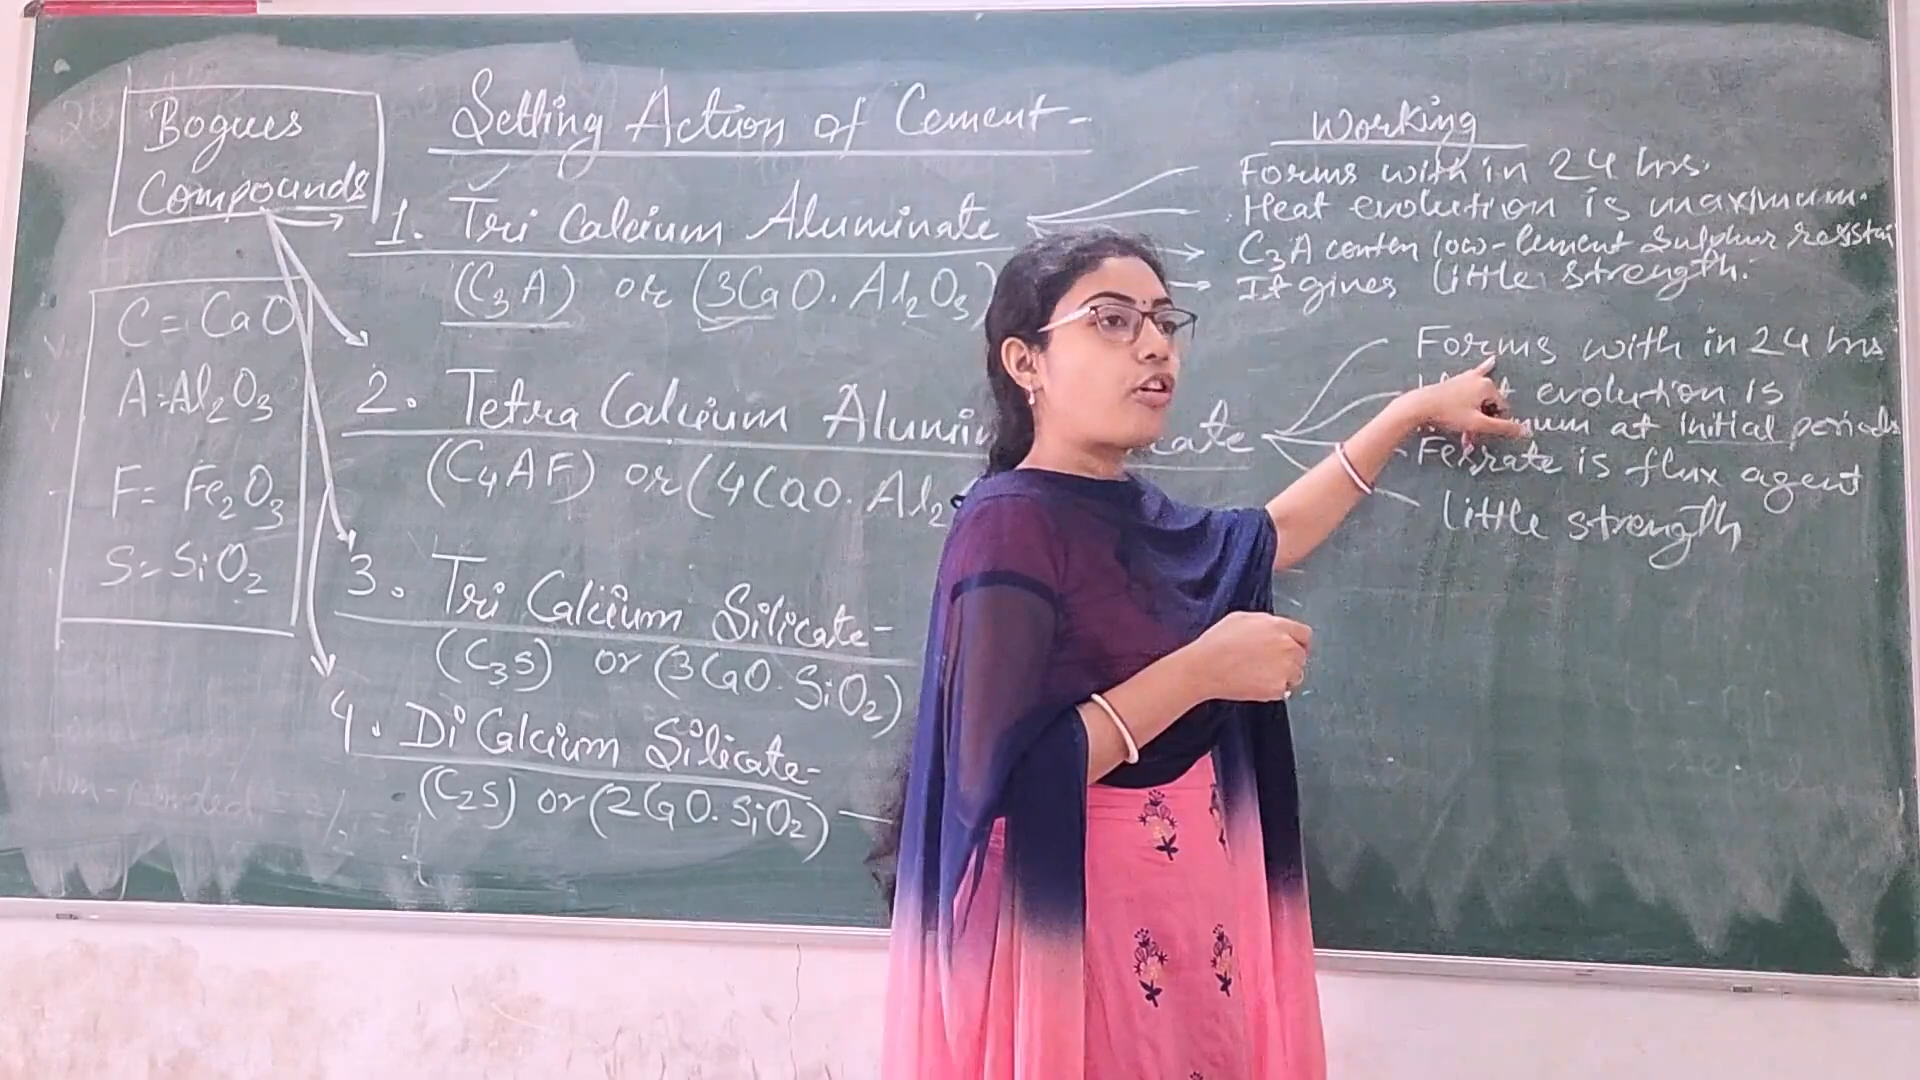 Bogues
Compounds
C = CaO
A = Al2O3
F = Fe2O3
S = SiO2
Setting Action of Cement -
1. Tri Calcium Aluminate
(C3A) or (3CaO. Al2O3)
2. Tetra Calcium
(C4AF) or (4CaO. Al2
3. Tri Calcium Silicate -
(C3S) or (3CaO. SiO2)
4. Di Calcium Silicate -
(C2S) or (2CaO. SiO2)
Working
Forms with in 24 hrs.
Heat evolution is maximum.
C3A conten low - Cement Sulphur
It gives little strength.
Forms with in 24 hrs
evolution is
at initial periods
Ferrate is flux agent
little strength